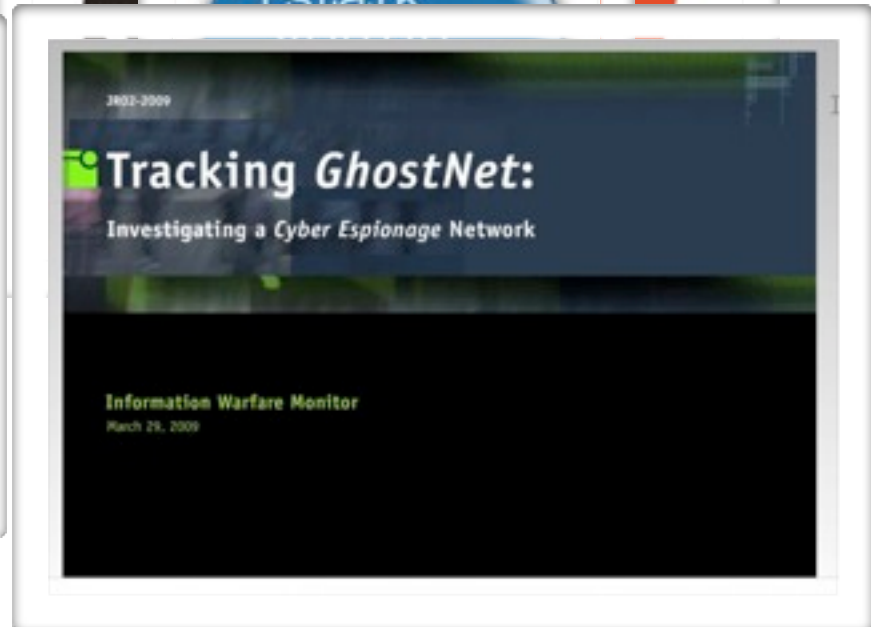 JR02-2009
Tracking GhostNet:
Investigating a Cyber Espionage Network
Information Warfare Monitor
March 29, 2009